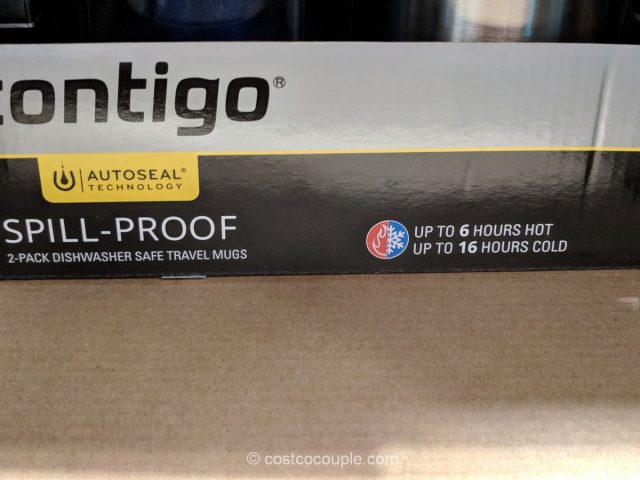 contigo®
AUTOSEAL®
TECHNOLOGY
SPILL-PROOF
2-PACK DISHWASHER SAFE TRAVEL MUGS
UP TO 6 HOURS HOT
UP TO 16 HOURS COLD
© costcocouple.com